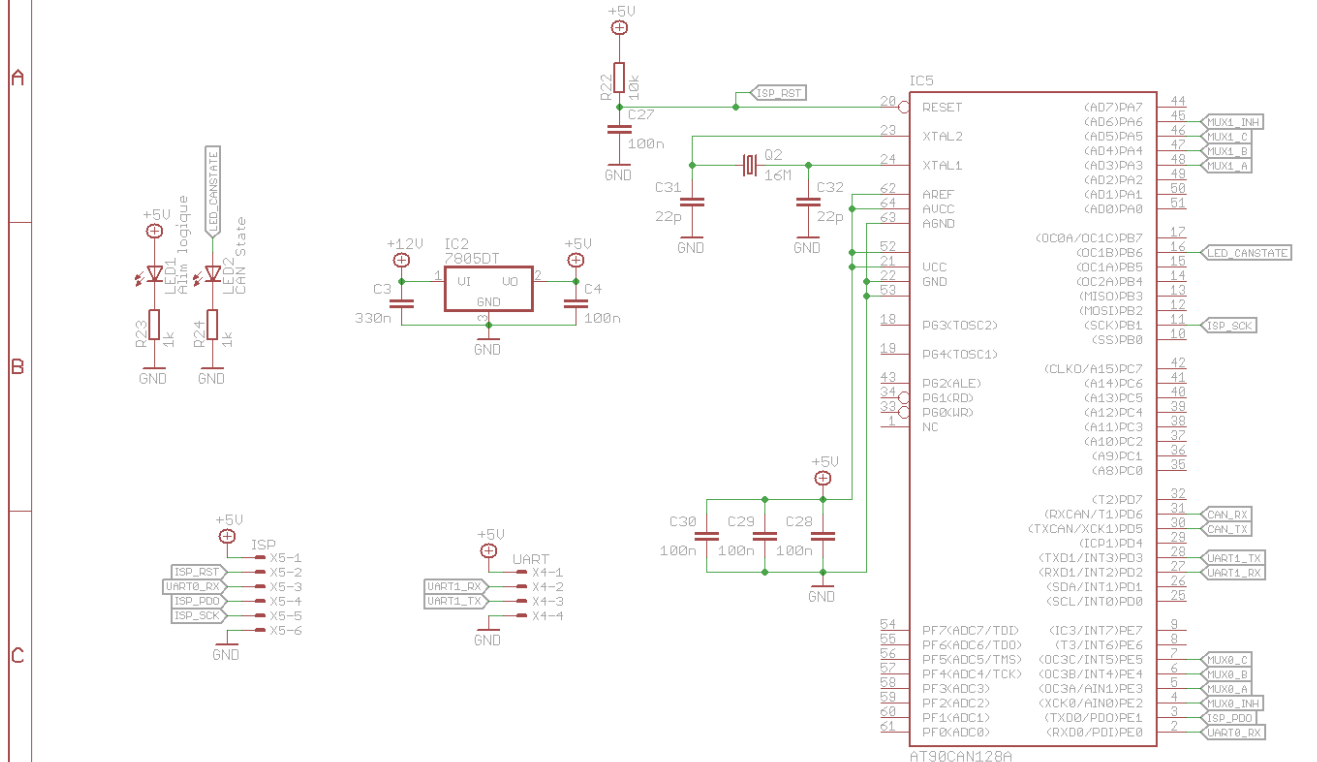 A
B
C
+5V
R22
10k
C27
100n
GND
ISP_RST
C31
22p
GND
Q2
16M
C32
22p
GND
LED_CANSTATE
+5V
LED1
Alim logique
R23
1k
GND
LED2
CAN State
R24
1k
GND
+12V
IC2
7805DT
+5V
1
VI
VO
2
GND
3
C3
330n
C4
100n
GND
+5V
C30
100n
C29
100n
C28
100n
GND
+5V
ISP
X5-1
ISP_RST
X5-2
UART0_RX
X5-3
ISP_PDO
X5-4
ISP_SCK
X5-5
X5-6
GND
+5V
UART
X4-1
UART1_RX
X4-2
UART1_TX
X4-3
X4-4
GND
IC5
20 RESET
23 XTAL2
24 XTAL1
62 AREF
64 AVCC
63 AGND
52
21 VCC
22 GND
53
18 PG3(TOSC2)
19 PG4(TOSC1)
43 PG2(ALE)
34 PG1(RD)
33 PG0(WR)
1 NC
54 PF7(ADC7/TDI)
55 PF6(ADC6/TDO)
56 PF5(ADC5/TMS)
57 PF4(ADC4/TCK)
58 PF3(ADC3)
59 PF2(ADC2)
60 PF1(ADC1)
61 PF0(ADC0)
(AD7)PA7 44
(AD6)PA6 45 MUX1_INH
(AD5)PA5 46 MUX1_C
(AD4)PA4 47 MUX1_B
(AD3)PA3 48 MUX1_A
(AD2)PA2 49
(AD1)PA1 50
(AD0)PA0 51
(OC0A/OC1C)PB7 17
(OC1B)PB6 16 LED_CANSTATE
(OC1A)PB5 15
(OC2A)PB4 14
(MISO)PB3 13
(MOSI)PB2 12
(SCK)PB1 11 ISP_SCK
(SS)PB0 10
(CLKO/A15)PC7 42
(A14)PC6 41
(A13)PC5 40
(A12)PC4 39
(A11)PC3 38
(A10)PC2 37
(A9)PC1 36
(A8)PC0 35
(T2)PD7 32
(RXCAN/T1)PD6 31 CAN_RX
(TXCAN/XCK1)PD5 30 CAN_TX
(ICP1)PD4 29
(TXD1/INT3)PD3 28 UART1_TX
(RXD1/INT2)PD2 27 UART1_RX
(SDA/INT1)PD1 26
(SCL/INT0)PD0 25
(IC3/INT7)PE7 9
(T3/INT6)PE6 8
(OC3C/INT5)PE5 7 MUX0_C
(OC3B/INT4)PE4 6 MUX0_B
(OC3A/AIN1)PE3 5 MUX0_A
(XCK0/AIN0)PE2 4 MUX0_INH
(TXD0/PDO)PE1 3 ISP_PDO
(RXD0/PDI)PE0 2 UART0_RX
AT90CAN128A